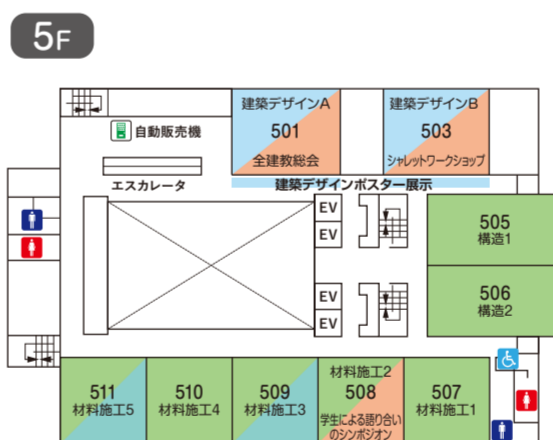 5F
建築デザインA
501
全建教総会
建築デザインB
503
シャレットワークショップ
自動販売機
エスカレータ
建築デザインポスター展示
EV
EV
EV
EV
505
構造1
506
構造2
511
材料施工5
510
材料施工4
509
材料施工3
材料施工2
508
学生による語り合い
のシンポジオン
507
材料施工1